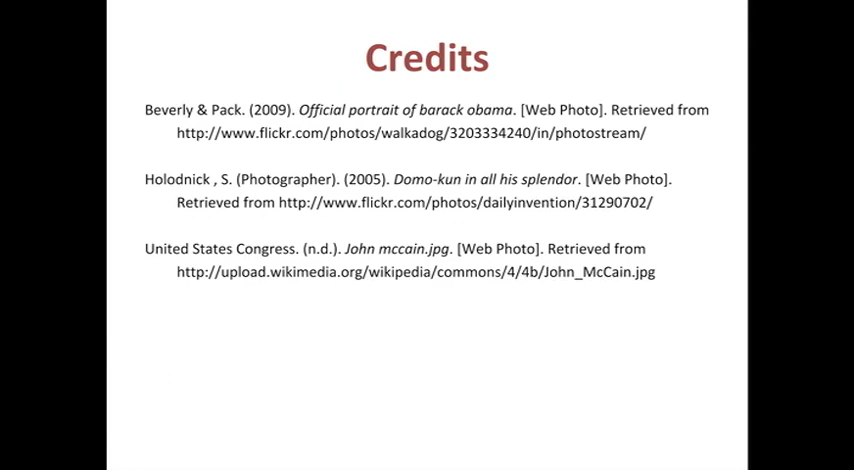 Credits
Beverly & Pack. (2009). Official portrait of barack obama. [Web Photo]. Retrieved from
http://www.flickr.com/photos/walkadog/3203334240/in/photostream/
Holodnick , S. (Photographer). (2005). Domo-kun in all his splendor. [Web Photo].
Retrieved from http://www.flickr.com/photos/dailyinvention/31290702/
United States Congress. (n.d.). John mccain.jpg. [Web Photo]. Retrieved from
http://upload.wikimedia.org/wikipedia/commons/4/4b/John_McCain.jpg